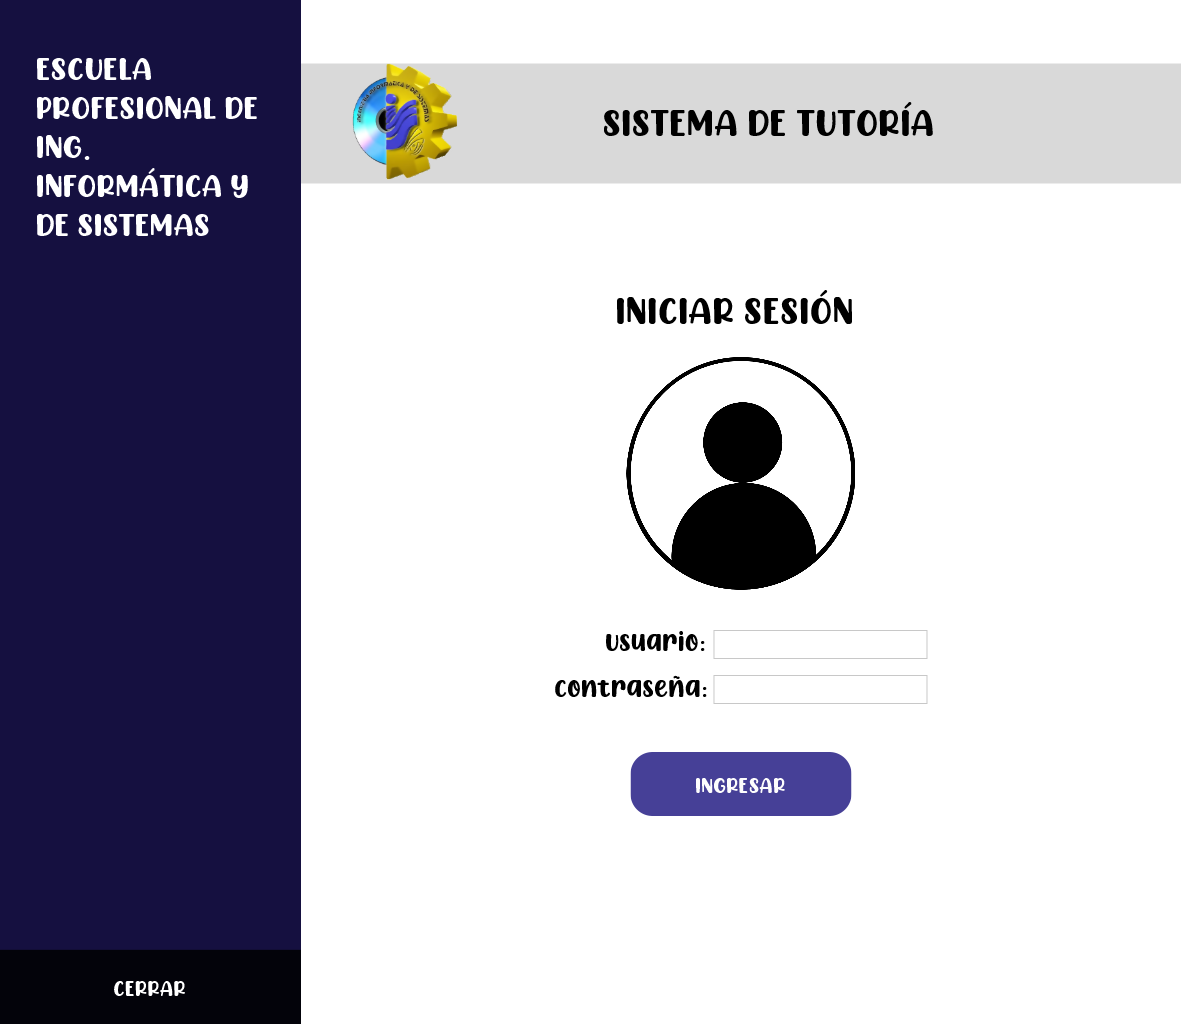 ESCUELA
PROFESIONAL DE
ING.
INFORMÁTICA Y
DE SISTEMAS
SISTEMA DE TUTORÍA
INICIAR SESIÓN
usuario:
contraseña:
INGRESAR
CERRAR